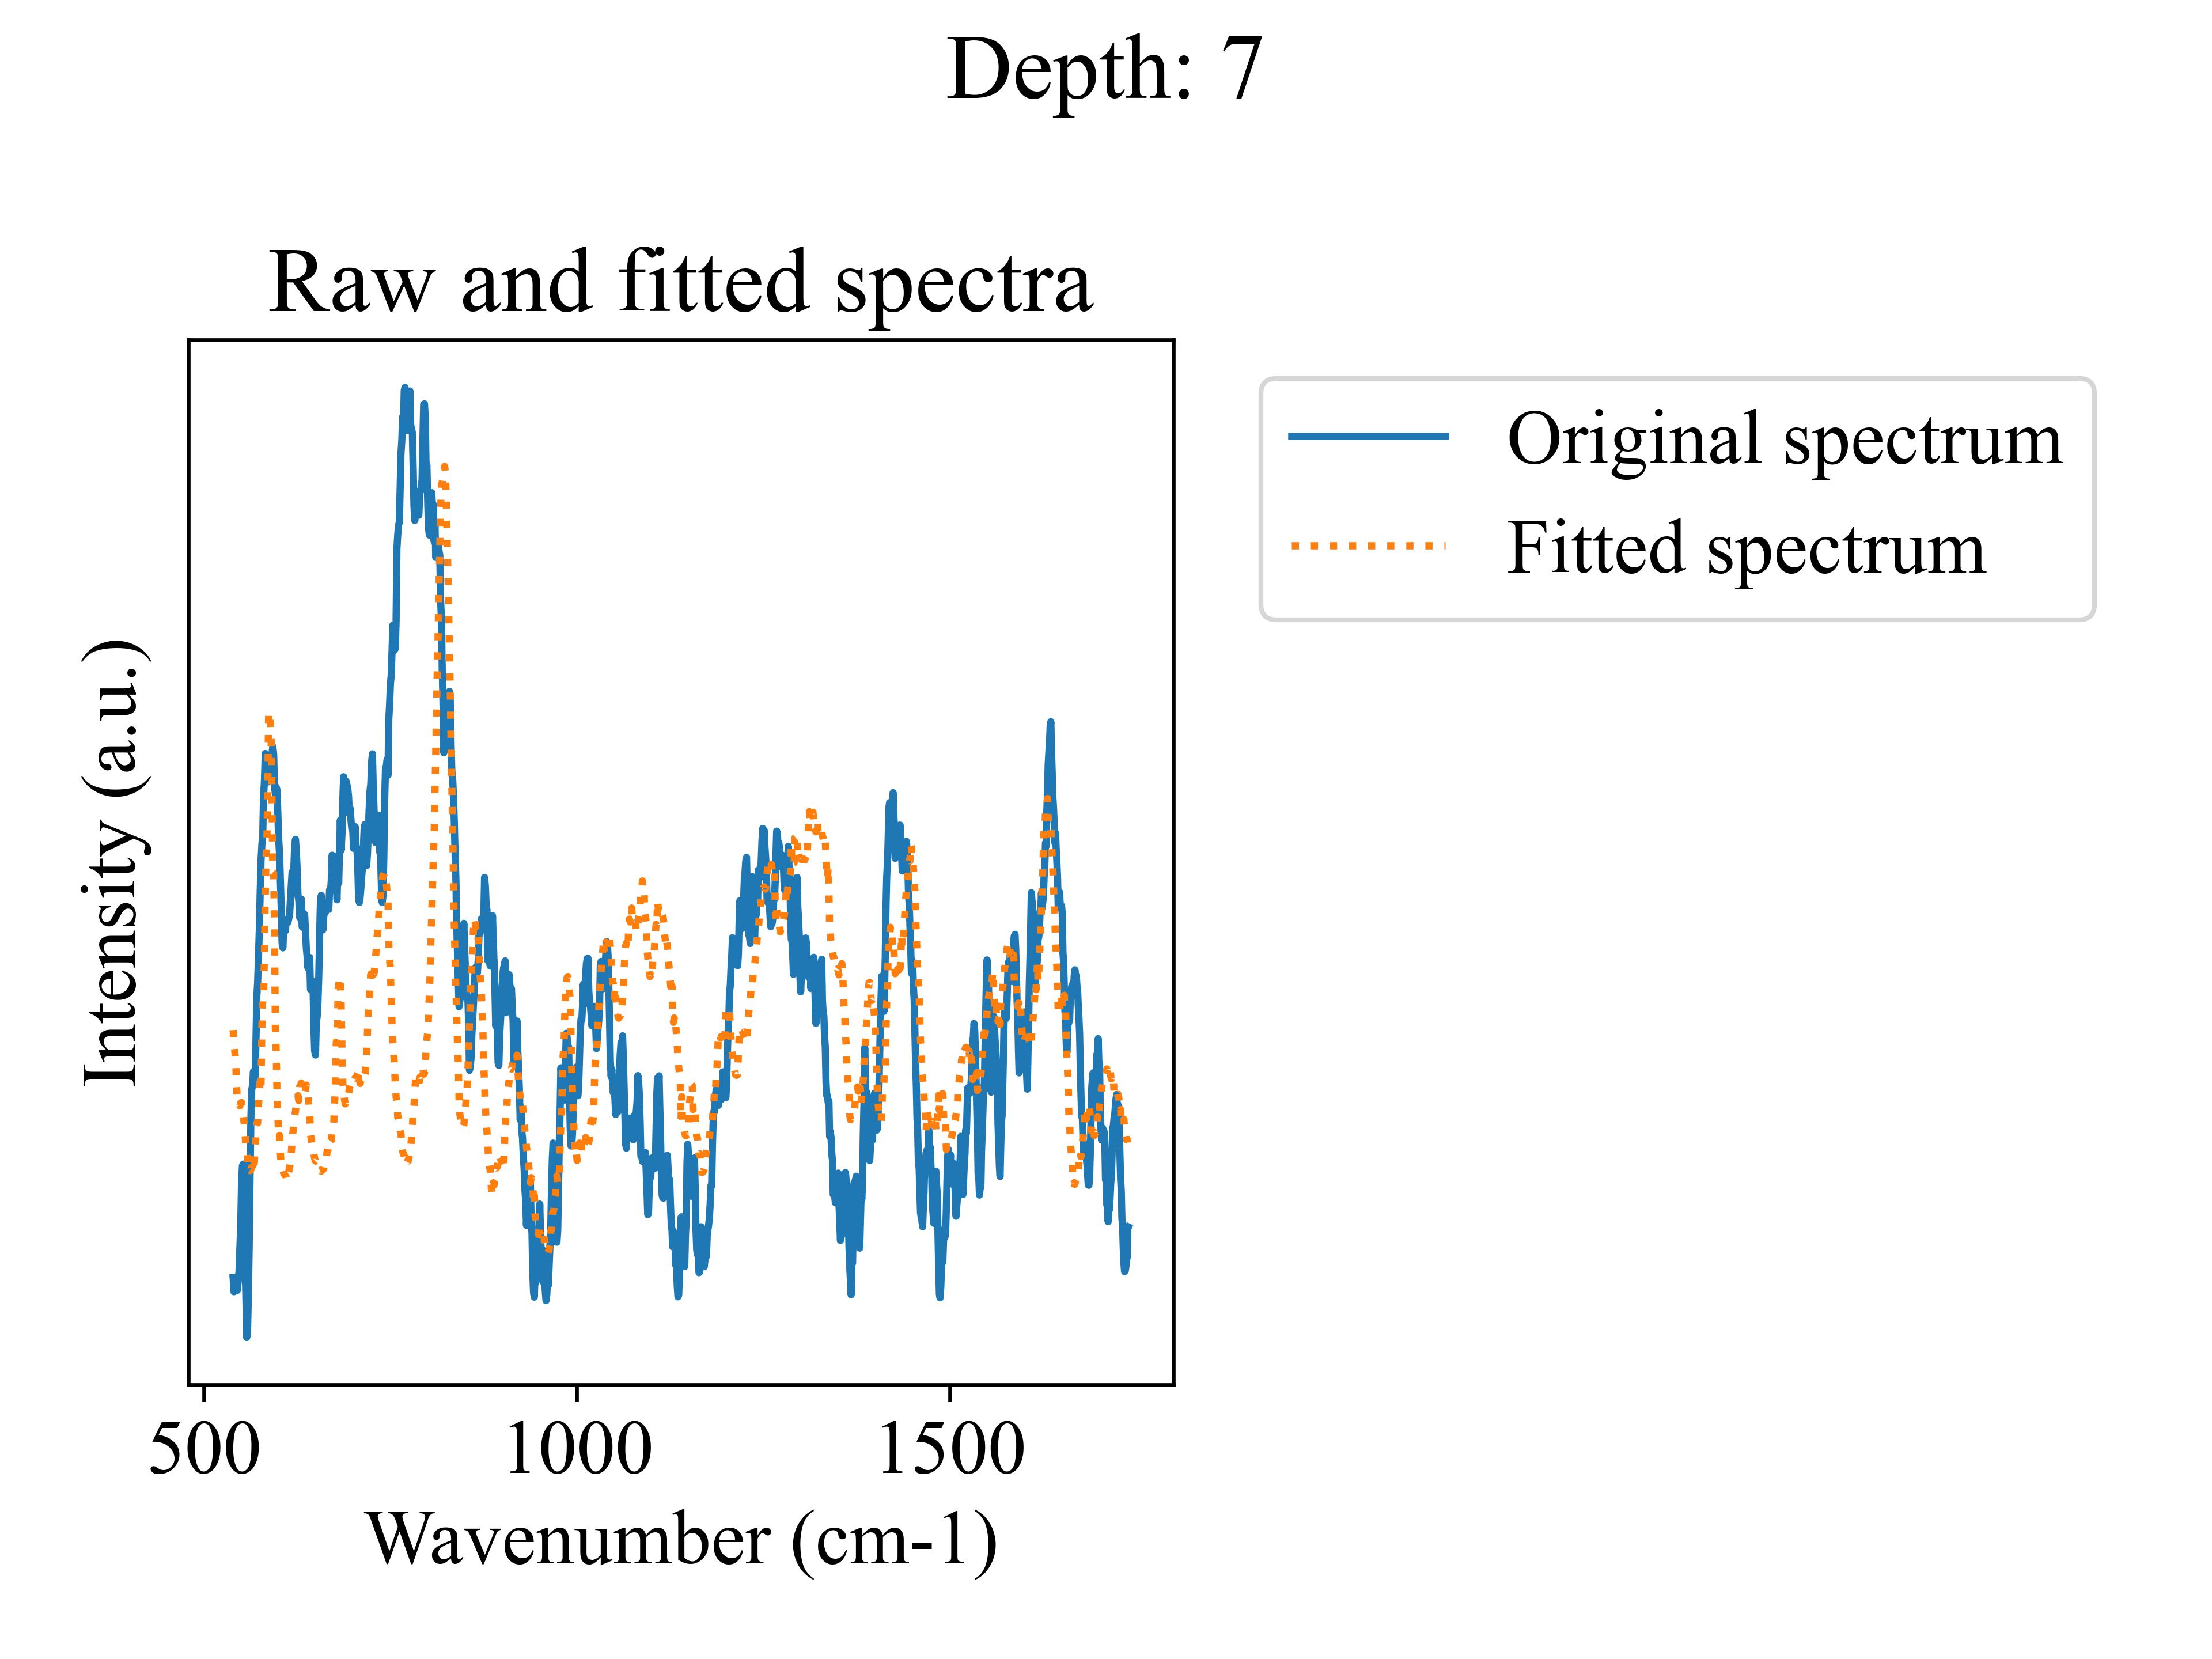 Depth: 7
Raw and fitted spectra
Original spectrum
Fitted spectrum
Intensity (a.u.)
500 1000 1500
Wavenumber (cm-1)